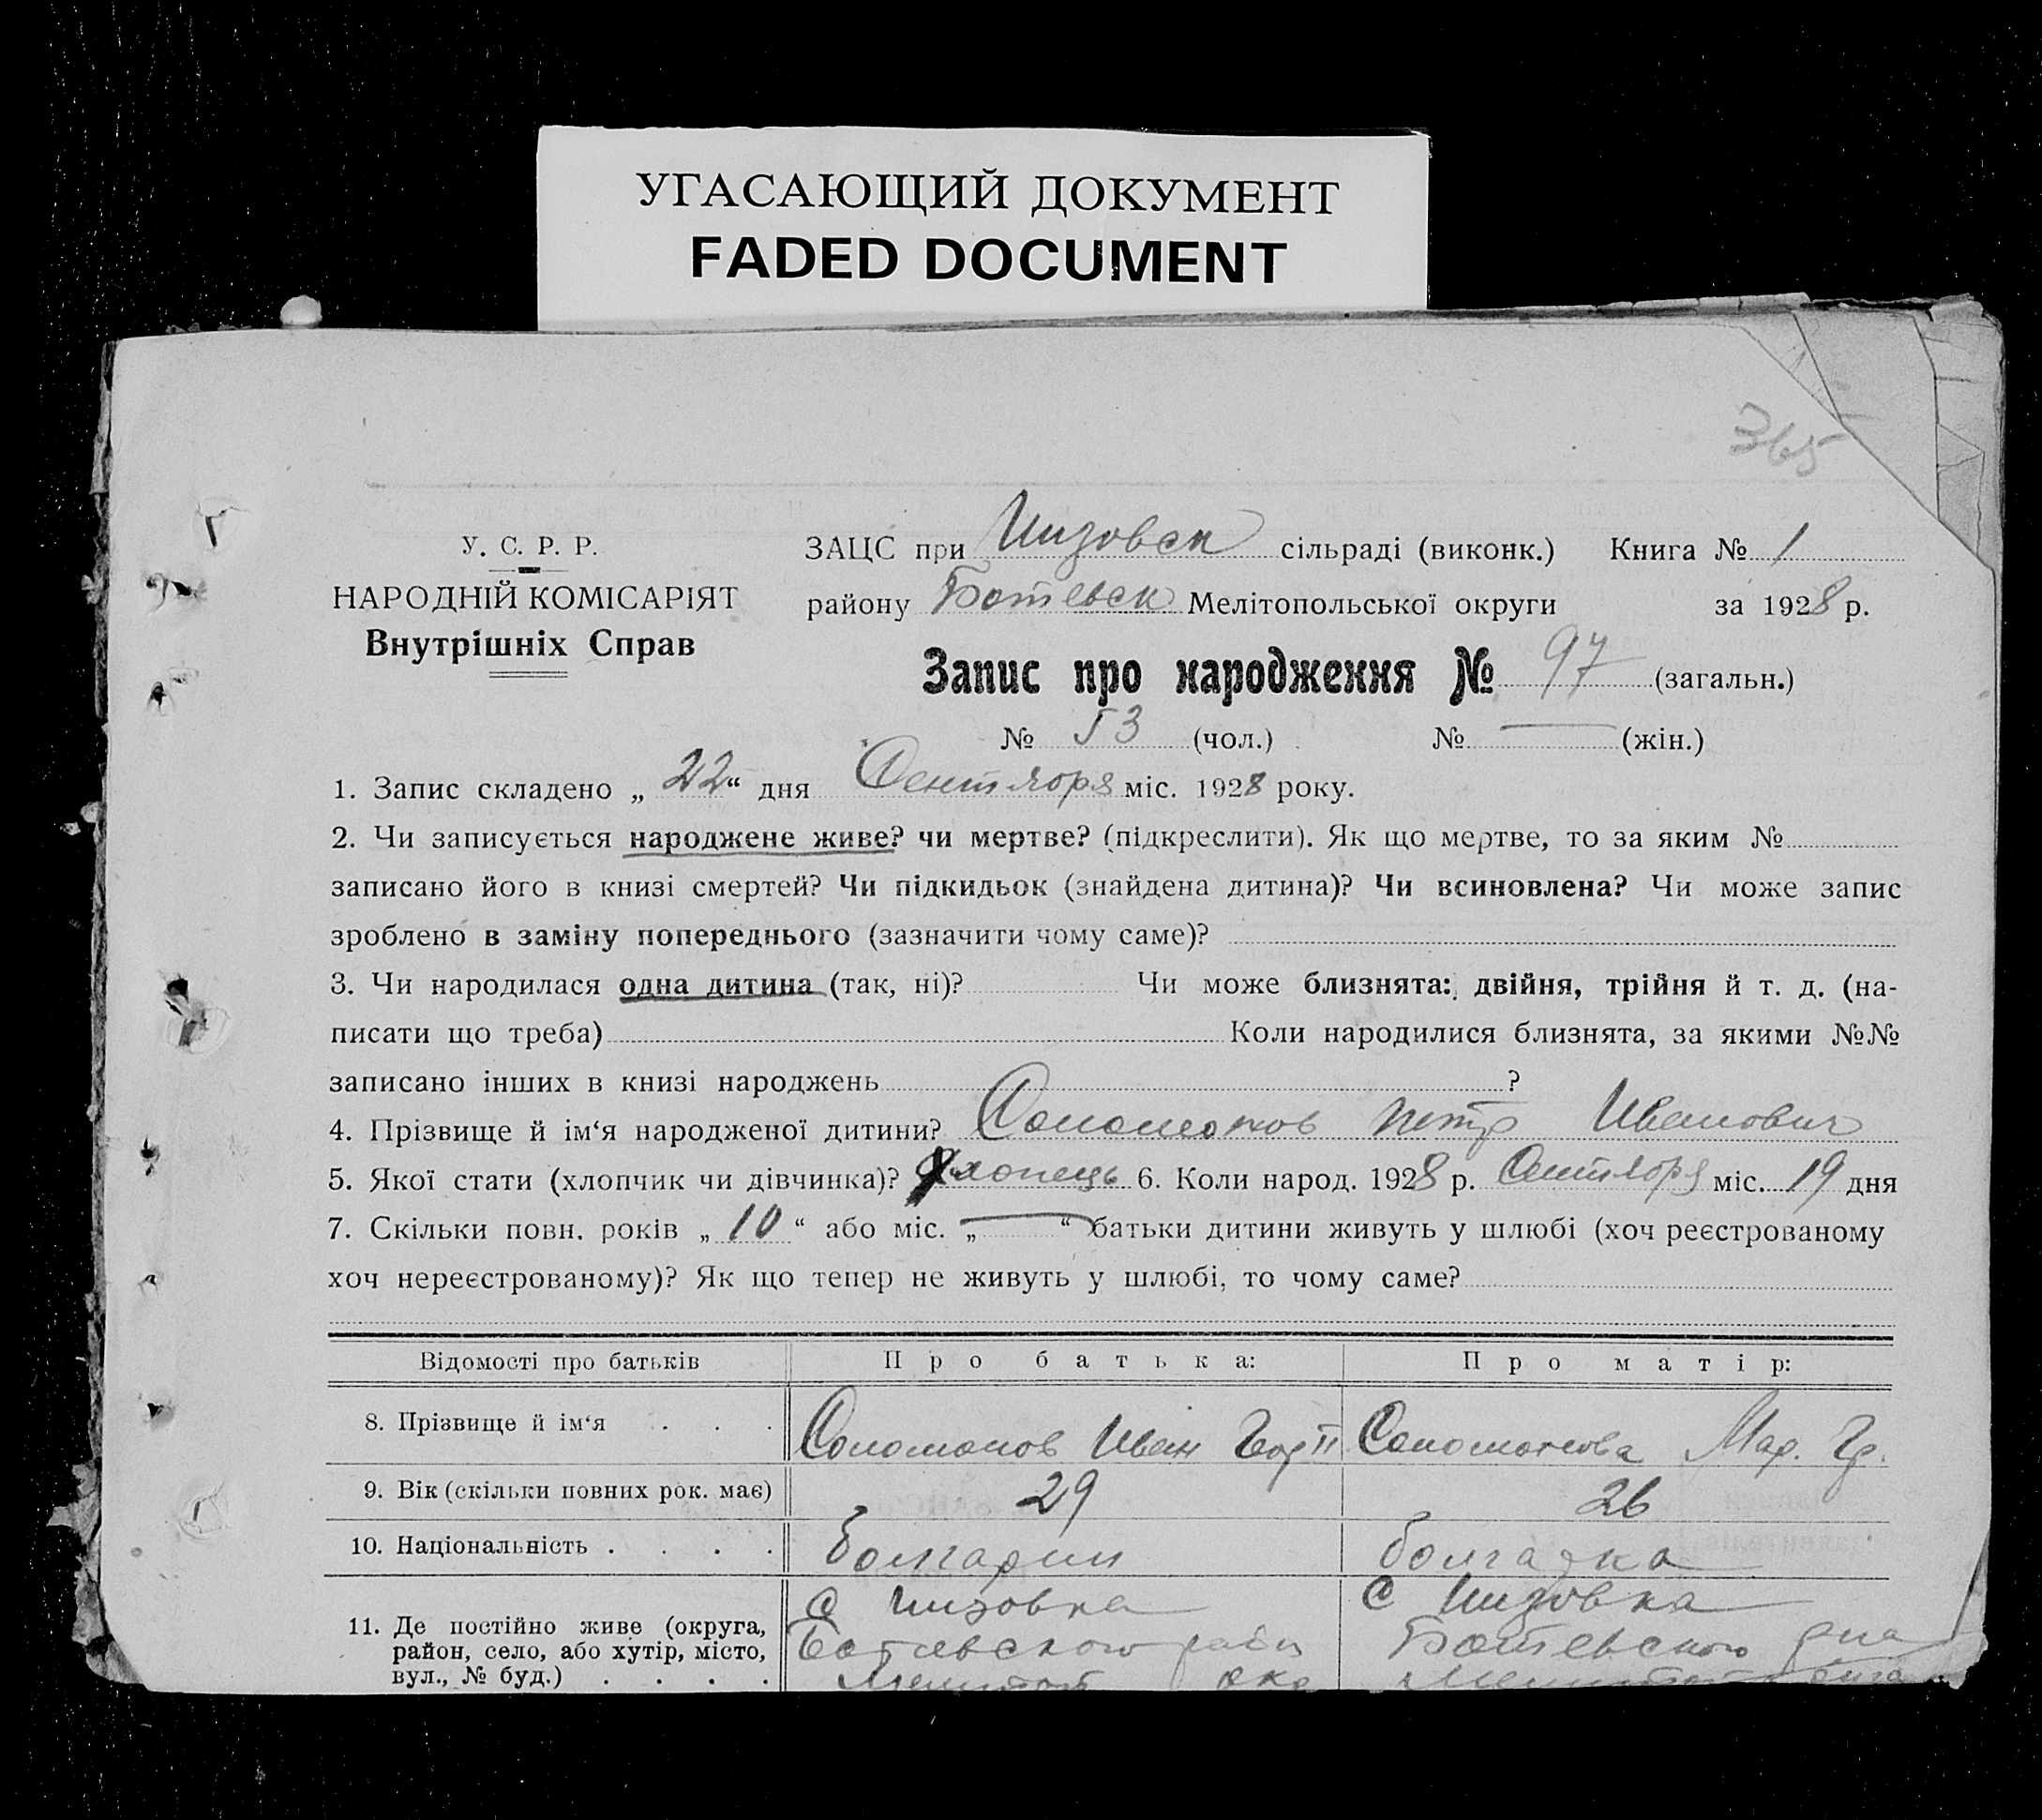 УГАСАЮЩИЙ ДОКУМЕНТ
FADED DOCUMENT
365
У. С. Р. Р.
НАРОДНІЙ КОМІСАРІЯТ
Внутрішніх Справ
ЗАЦС при Инзовск сільраді (виконк.) Книга № 1
району Ботевск Мелітопольської округи за 1928 р.
Запис про народження № 97 (загальн.)
№ 53 (чол.) № — (жін.)
1. Запис складено „ 22 “ дня Сентября міс. 1928 року.
2. Чи записується народжене живе? чи мертве? (підкреслити). Як що мертве, то за яким №
записано його в книзі смертей? Чи підкидьок (знайдена дитина)? Чи всиновлена? Чи може запис
зроблено в заміну попереднього (зазначити чому саме)?
3. Чи народилася одна дитина (так, ні)? Чи може близнята: двійня, трійня й т. д. (на-
писати що треба) Коли народилися близнята, за якими №№
записано інших в книзі народжень ?
4. Прізвище й ім‘я народженої дитини? Соломонов Петр Иванович
5. Якої стати (хлопчик чи дівчинка)? Хлопець 6. Коли народ. 1928 р. Сентября міс. 19 дня
7. Скільки повн. років „ 10 “ або міс. „ — “ батьки дитини живуть у шлюбі (хоч реєстрованому
хоч нереєстрованому)? Як що тепер не живуть у шлюбі, то чому саме?
Відомості про батьків Про батька: Про матір:
8. Прізвище й ім‘я . . . Соломонов Иван Соломонова Мар. Гр.
9. Вік (скільки повних рок. має) 29 26
10. Національність . . . . болгарин болгарка
11. Де постійно живе (округа, с Инзовка с Инзовка
район, село, або хутір, місто, Ботевского Ботевского
вул., № буд.) . . . . Мелитоп окр Мелитоп